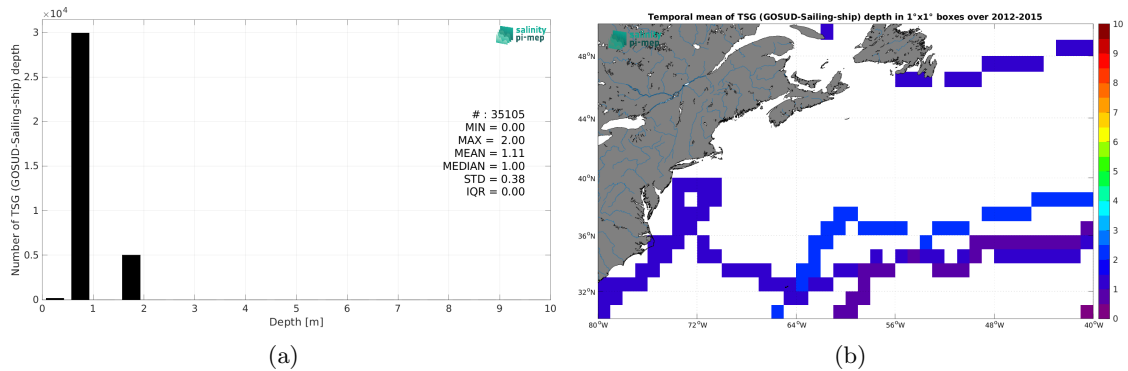 ×10⁴
3
2.5
2
1.5
1
0.5
0
Number of TSG (GOSUD-Sailing-ship) depth
salinity
pi-mep
# : 35105
MIN = 0.00
MAX = 2.00
MEAN = 1.11
MEDIAN = 1.00
STD = 0.38
IQR = 0.00
0 1 2 3 4 5 6 7 8 9 10
Depth [m]
(a)
Temporal mean of TSG (GOSUD-Sailing-ship) depth in 1°x1° boxes over 2012-2015
salinity
pi-mep
48°N
44°N
40°N
36°N
32°N
80°W 72°W 64°W 56°W 48°W 40°W
10
9
8
7
6
5
4
3
2
1
0
(b)